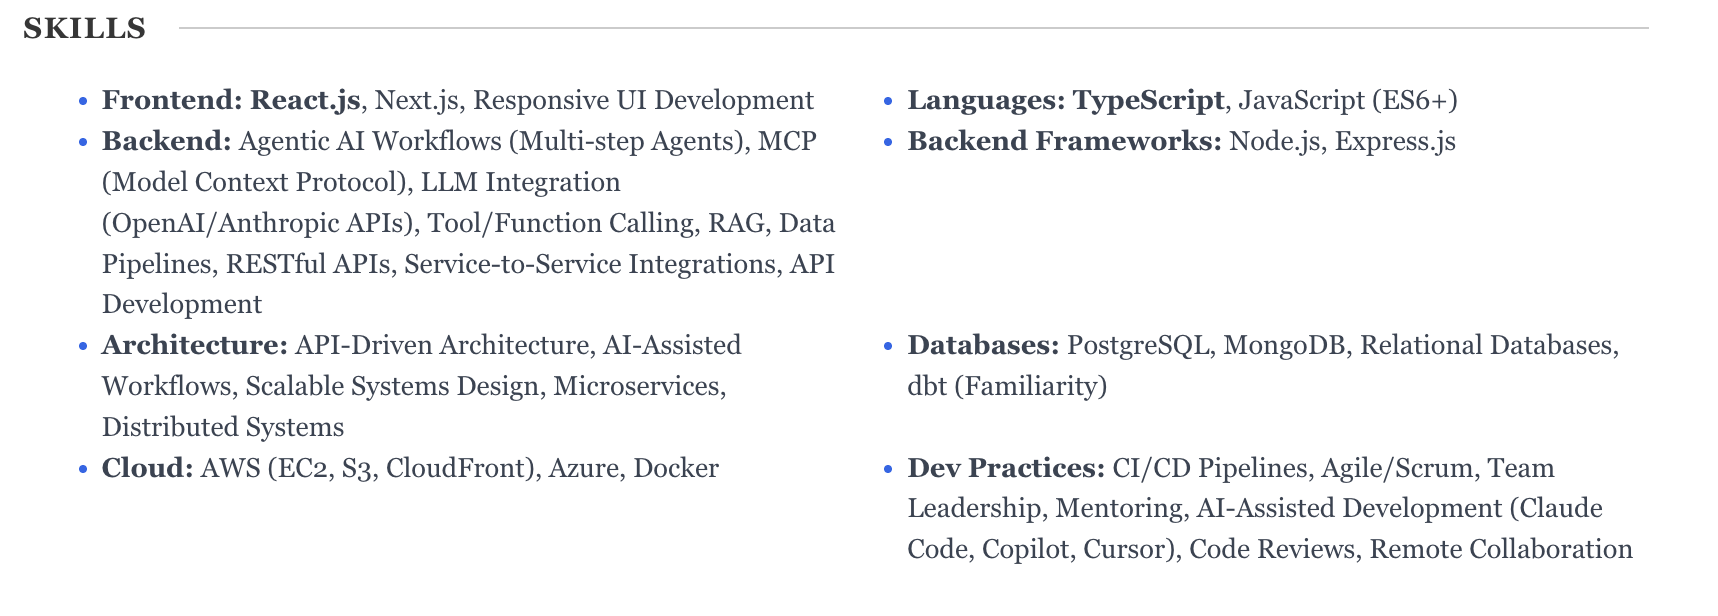 SKILLS
• Frontend: React.js, Next.js, Responsive UI Development
• Languages: TypeScript, JavaScript (ES6+)
• Backend: Agentic AI Workflows (Multi-step Agents), MCP
(Model Context Protocol), LLM Integration
(OpenAI/Anthropic APIs), Tool/Function Calling, RAG, Data
Pipelines, RESTful APIs, Service-to-Service Integrations, API
Development
• Backend Frameworks: Node.js, Express.js
• Architecture: API-Driven Architecture, AI-Assisted
Workflows, Scalable Systems Design, Microservices,
Distributed Systems
• Databases: PostgreSQL, MongoDB, Relational Databases,
dbt (Familiarity)
• Cloud: AWS (EC2, S3, CloudFront), Azure, Docker
• Dev Practices: CI/CD Pipelines, Agile/Scrum, Team
Leadership, Mentoring, AI-Assisted Development (Claude
Code, Copilot, Cursor), Code Reviews, Remote Collaboration